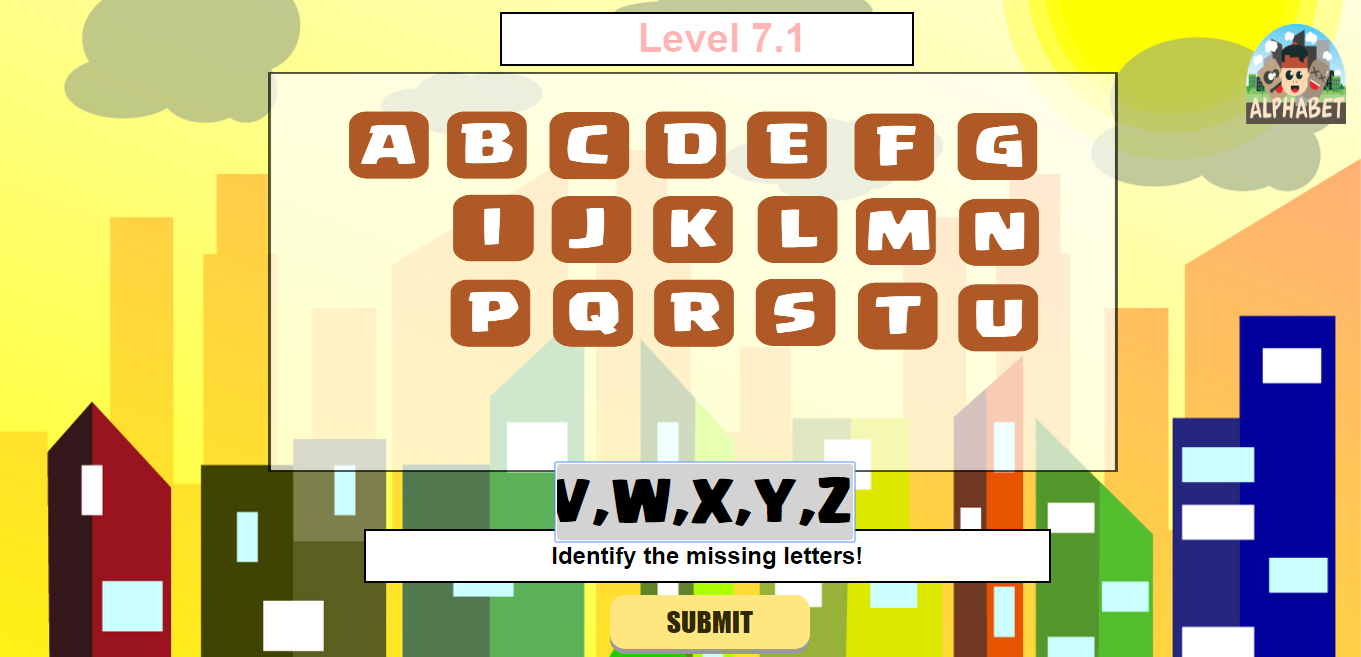 Level 7.1
ALPHABET
A B C D E F G
I J K L M N
P Q R S T U
V,W,X,Y,Z
Identify the missing letters!
SUBMIT